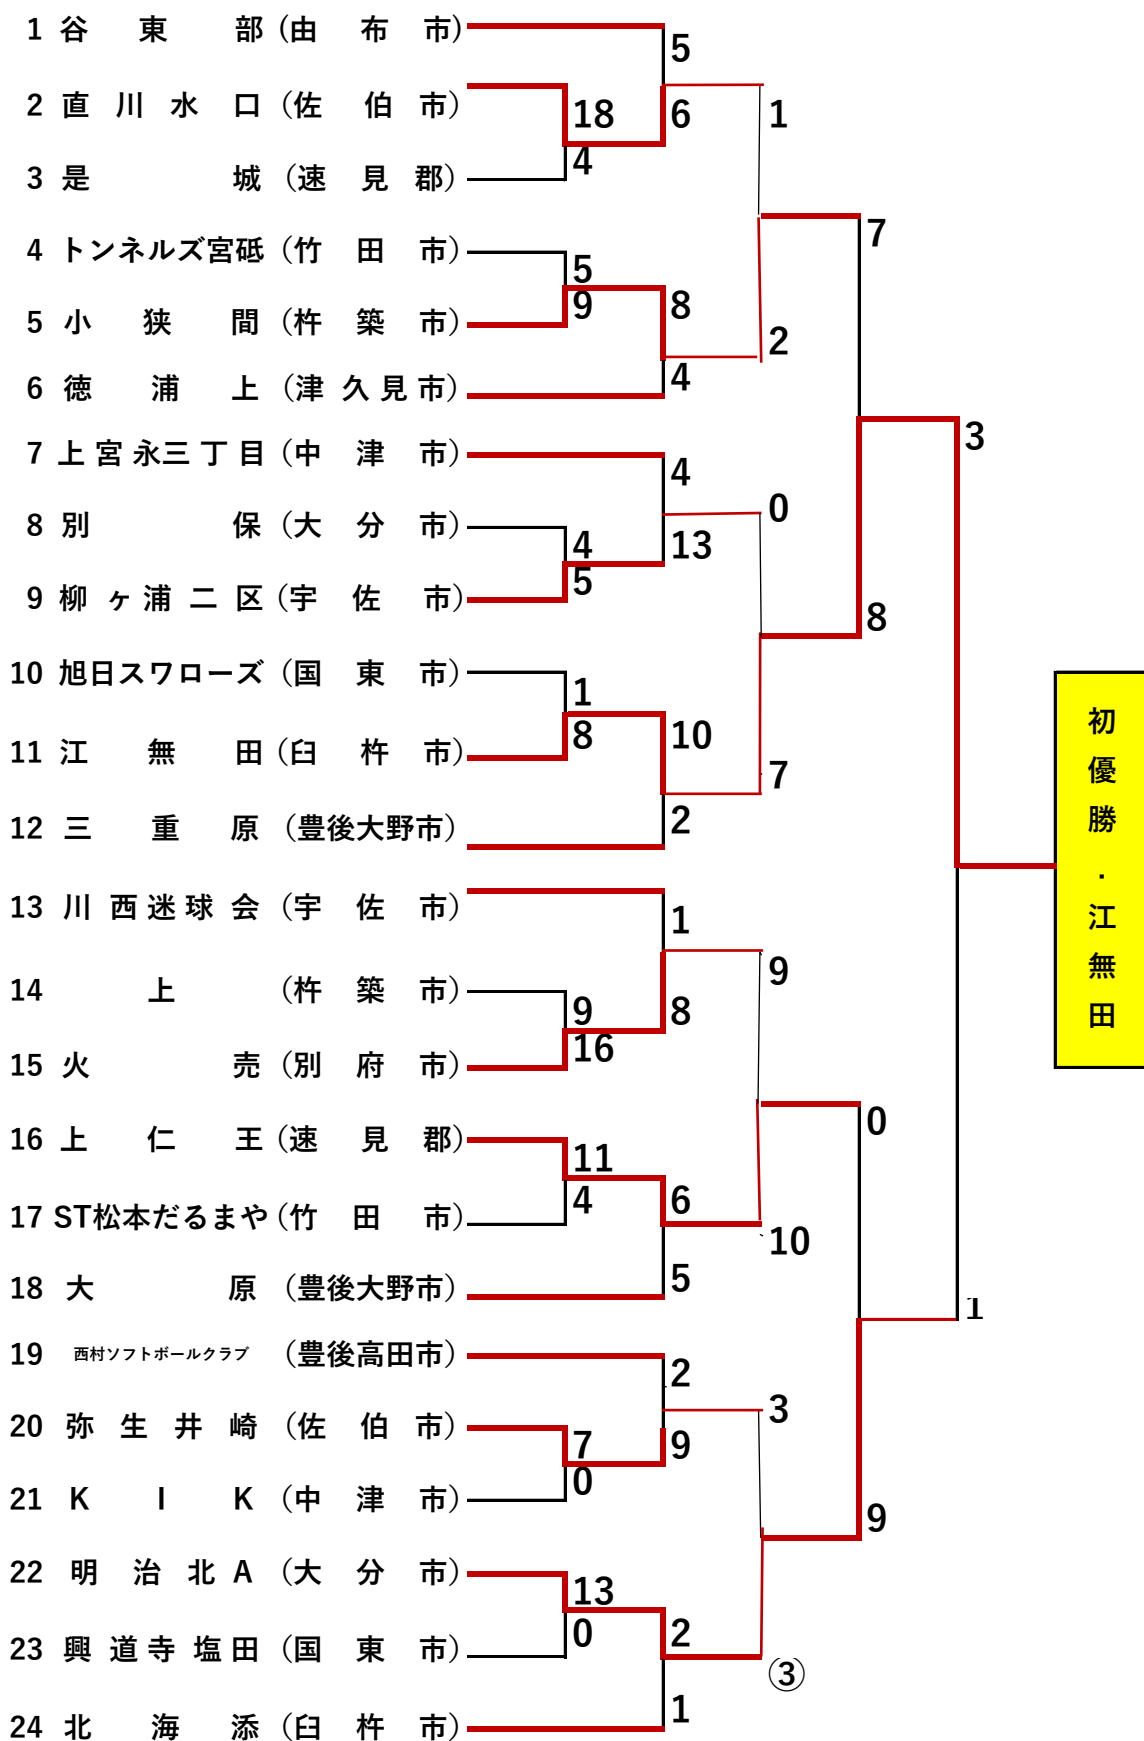 1 谷東部 (由布市)
5
2 直川水口 (佐伯市)
18
6
1
4
3 是城 (速見郡)
7
4 トンネルズ宮砥 (竹田市)
5
9
8
5 小狭間 (杵築市)
2
4
6 徳浦上 (津久見市)
3
7 上宮永三丁目 (中津市)
4
0
8 別保 (大分市)
4
13
5
9 柳ヶ浦二区 (宇佐市)
8
10 旭日スワローズ (国東市)
1
8
10
11 江無田 (臼杵市)
7
2
12 三重原 (豊後大野市)
初優勝．江無田
13 川西迷球会 (宇佐市)
1
9
14 上 (杵築市)
9
8
16
15 火売 (別府市)
0
16 上仁王 (速見郡)
11
4
6
17 ST松本だるまや (竹田市)
10
5
18 大原 (豊後大野市)
1
19 西村ソフトボールクラブ (豊後高田市)
2
3
20 弥生井崎 (佐伯市)
7
9
0
21 KIK (中津市)
9
22 明治北A (大分市)
13
2
0
23 興道寺塩田 (国東市)
③
1
24 北海添 (臼杵市)